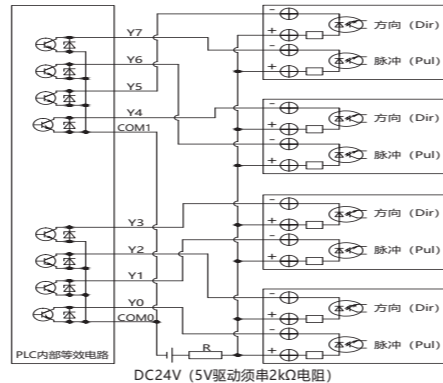 Y7
Y6
Y5
Y4
COM1
Y3
Y2
Y1
Y0
COM0
PLC内部等效电路
- 方向（Dir）
+
- 脉冲（Pul）
+
- 方向（Dir）
+
- 脉冲（Pul）
+
- 方向（Dir）
+
- 脉冲（Pul）
+
- 方向（Dir）
+
- 脉冲（Pul）
+
R
DC24V（5V驱动须串2kΩ电阻）